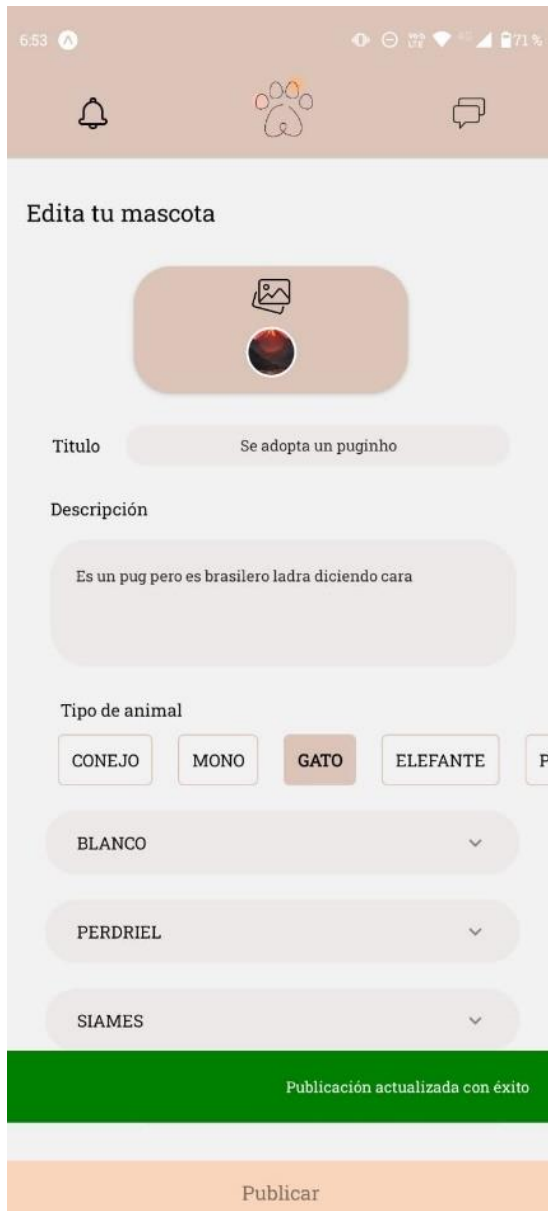 6:53
71 %
Edita tu mascota
Titulo
Se adopta un puginho
Descripción
Es un pug pero es brasilero ladra diciendo cara
Tipo de animal
CONEJO MONO GATO ELEFANTE P
BLANCO
PERDRIEL
SIAMES
Publicación actualizada con éxito
Publicar